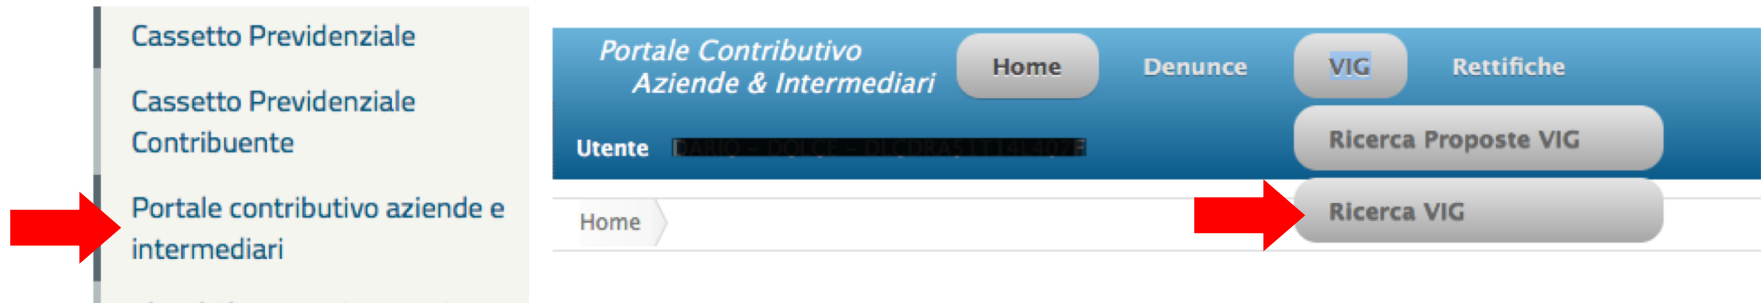 Cassetto Previdenziale
Cassetto Previdenziale
Contribuente
Portale contributivo aziende e
intermediari
Portale Contributivo
Aziende & Intermediari
Home
Denunce
VIG
Rettifiche
Utente
Ricerca Proposte VIG
Home
Ricerca VIG